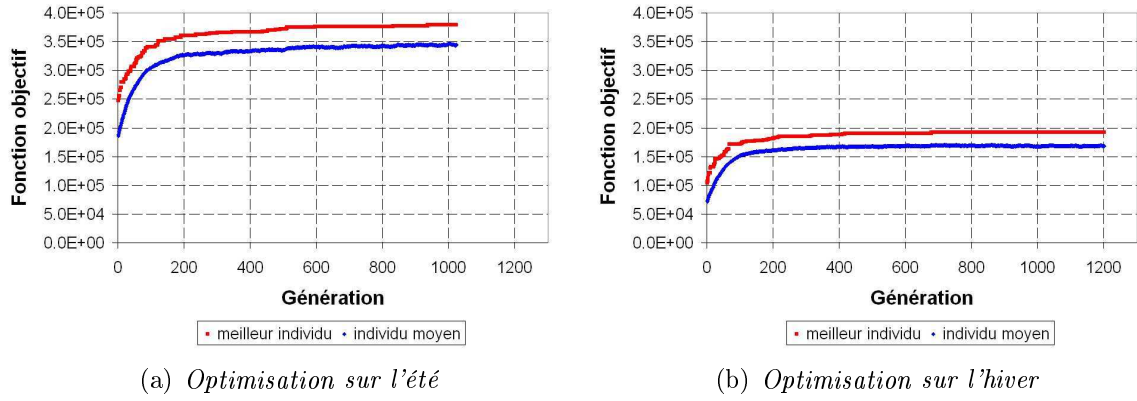 Fonction objectif
4.0E+05
3.5E+05
3.0E+05
2.5E+05
2.0E+05
1.5E+05
1.0E+05
5.0E+04
0.0E+00
0 200 400 600 800 1000 1200
Génération
meilleur individu individu moyen
(a) Optimisation sur l'été
Fonction objectif
4.0E+05
3.5E+05
3.0E+05
2.5E+05
2.0E+05
1.5E+05
1.0E+05
5.0E+04
0.0E+00
0 200 400 600 800 1000 1200
Génération
meilleur individu individu moyen
(b) Optimisation sur l'hiver